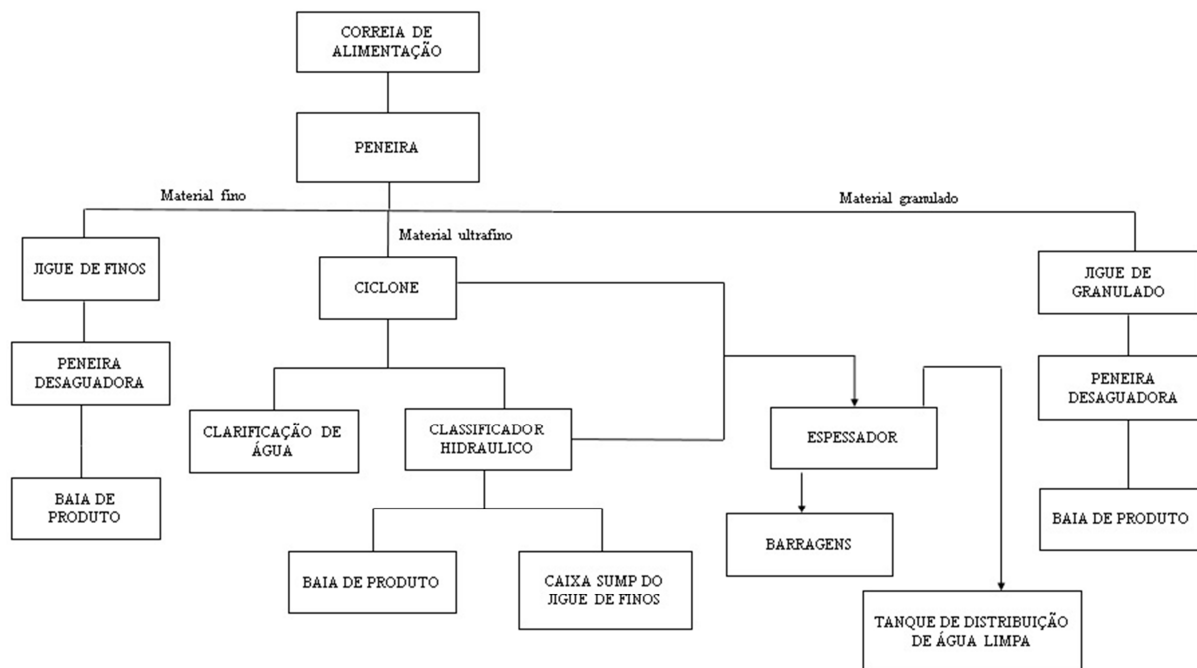 CORREIA DE
ALIMENTAÇÃO
PENEIRA
Material fino
Material granulado
Material ultrafino
JIGUE DE FINOS
CICLONE
JIGUE DE
GRANULADO
PENEIRA
DESAGUADORA
PENEIRA
DESAGUADORA
CLARIFICAÇÃO DE
ÁGUA
CLASSIFICADOR
HIDRAULICO
ESPESSADOR
BAIA DE
PRODUTO
BAIA DE PRODUTO
BARRAGENS
BAIA DE PRODUTO
CAIXA SUMP DO
JIGUE DE FINOS
TANQUE DE DISTRIBUIÇÃO
DE ÁGUA LIMPA